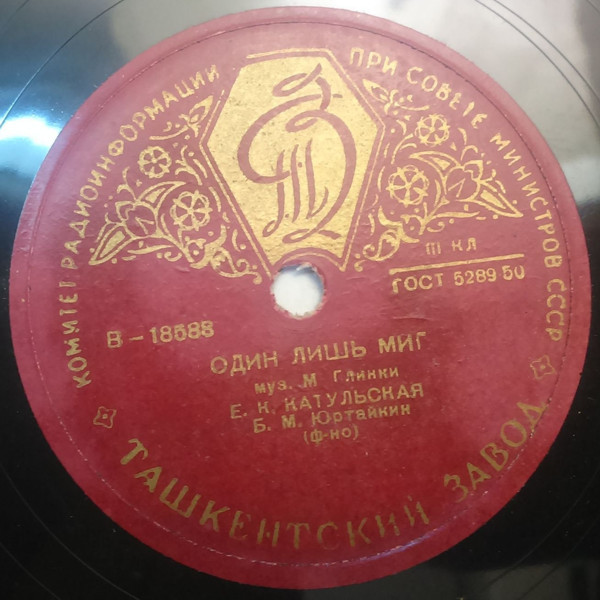 КОМИТЕТ РАДИОИНФОРМАЦИИ ПРИ СОВЕТЕ МИНИСТРОВ СССР
III КЛ
ГОСТ 5289 50
В-18588
ОДИН ЛИШЬ МИГ
муз. М Глинки
Е. К. КАТУЛЬСКАЯ
Б. М. Юртайкин
(ф-но)
ТАШКЕНТСКИЙ ЗАВОД